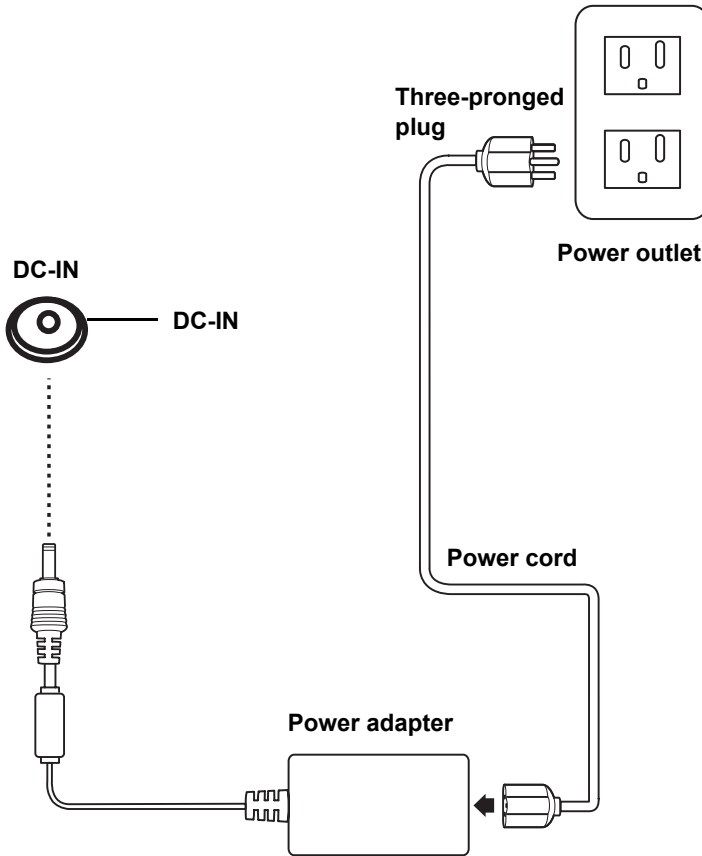 Three-pronged
plug
Power outlet
DC-IN
DC-IN
Power cord
Power adapter